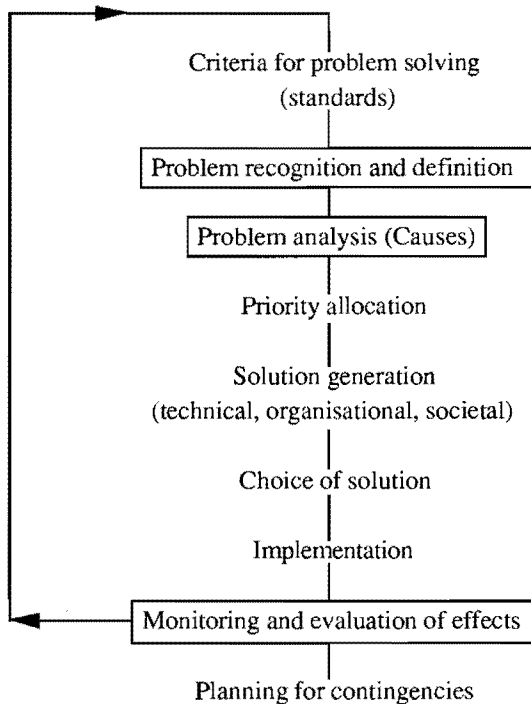 Criteria for problem solving
(standards)
Problem recognition and definition
Problem analysis (Causes)
Priority allocation
Solution generation
(technical, organisational, societal)
Choice of solution
Implementation
Monitoring and evaluation of effects
Planning for contingencies